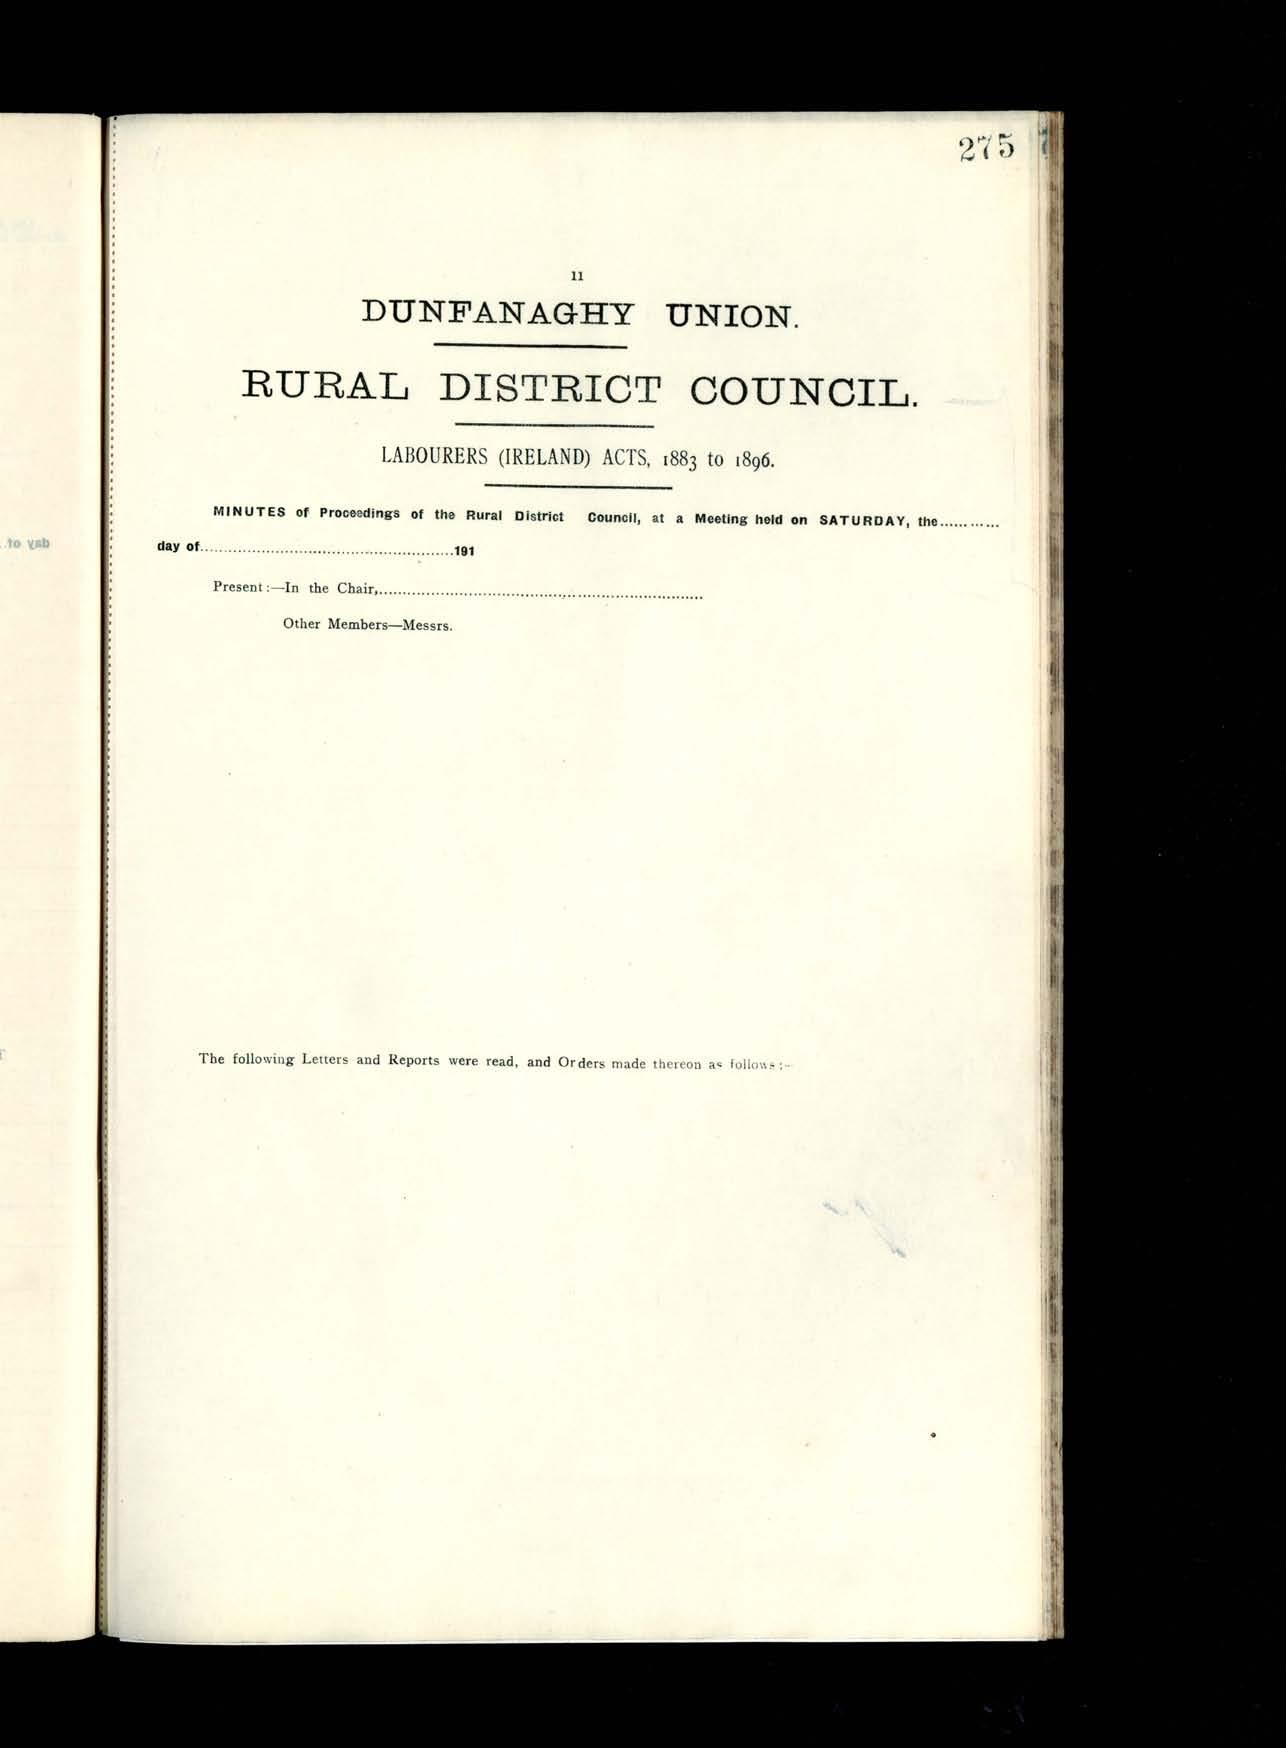 275
11
DUNFANAGHY UNION.
RURAL DISTRICT COUNCIL.
LABOURERS (IRELAND) ACTS, 1883 to 1896.
MINUTES of Proceedings of the Rural District Council, at a Meeting held on SATURDAY, the............
day of......................................................191
Present:—In the Chair,......................................................................
Other Members—Messrs.
The following Letters and Reports were read, and Orders made thereon as follows:—
day of